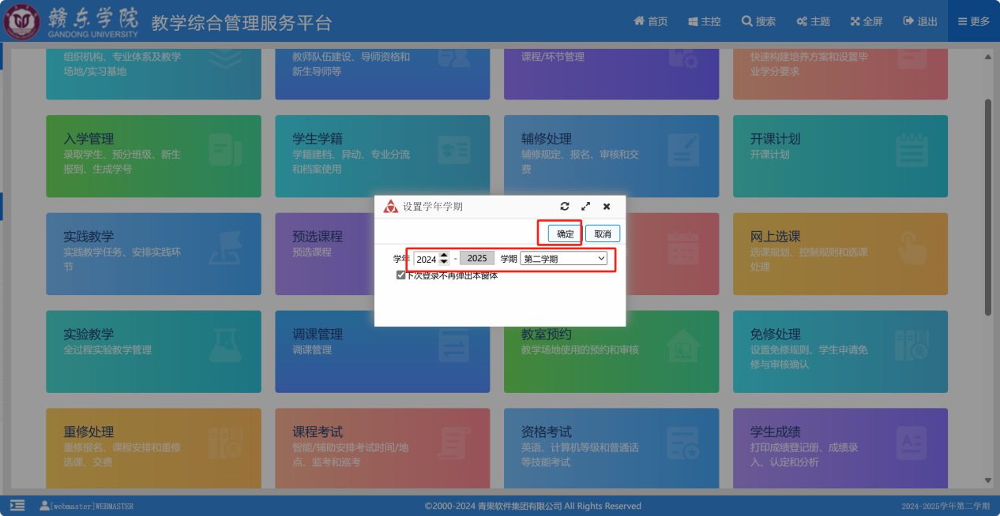 赣东学院
GANDONG UNIVERSITY
教学综合管理服务平台
首页 主控 搜索 主题 全屏 退出 更多
组织机构、专业体系及教学
场地/实习基地
教师队伍建设、导师资格和
新生导师等
课程/环节管理
快速构建培养方案和设置毕
业学分要求
入学管理
录取学生、预分班级、新生
报到、生成学号
学生学籍
学籍建档、异动、专业分流
和档案使用
辅修处理
辅修规定、报名、审核和交
费
开课计划
开课计划
实践教学
实践教学任务、安排实践环
节
预选课程
预选课程
网上选课
选课规划、控制规则和选课
处理
设置学年学期
确定 取消
学年 2024 - 2025 学期 第二学期
下次登录不再弹出本窗体
实验教学
全过程实验教学管理
调课管理
调课管理
教室预约
教学场地使用的预约和审核
免修处理
设置免修规则、学生申请免
修与审核确认
重修处理
重修报名、课程安排和重修
选课、交费
课程考试
智能/辅助安排考试时间/地
点、监考和巡考
资格考试
英语、计算机等级和普通话
等技能考试
学生成绩
打印成绩登记册、成绩录
入、认定和分析
[webmaster]WEBMASTER
©2000-2024 青果软件集团有限公司 All Rights Reserved
2024-2025学年第二学期